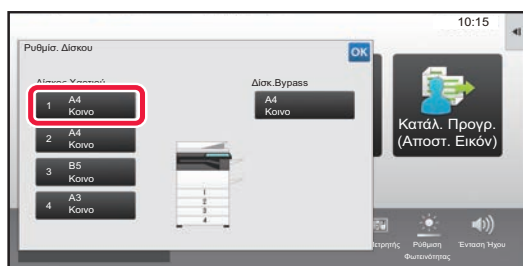 10:15
Ρυθμίσ. Δίσκου
OK
Δίσκος Χαρτιού
Δίσκ.Bypass
1 A4
Κοινο
A4
Κοινο
2 A4
Κοινο
3 B5
Κοινο
4 A3
Κοινο
1
2
3
4
Κατάλ. Προγρ.
(Αποστ. Εικόν)
Ρύθμιση
Φωτεινότητας
Ένταση Ήχου